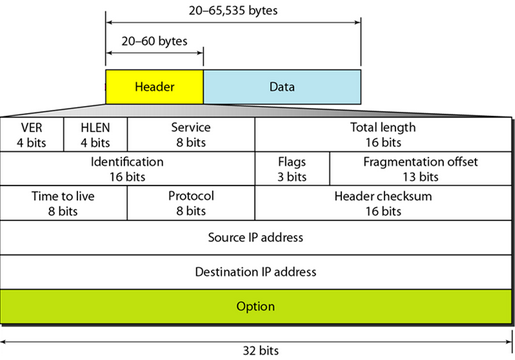 20–65,535 bytes
20–60 bytes
Header
Data
VER
4 bits
HLEN
4 bits
Service
8 bits
Total length
16 bits
Identification
16 bits
Flags
3 bits
Fragmentation offset
13 bits
Time to live
8 bits
Protocol
8 bits
Header checksum
16 bits
Source IP address
Destination IP address
Option
32 bits